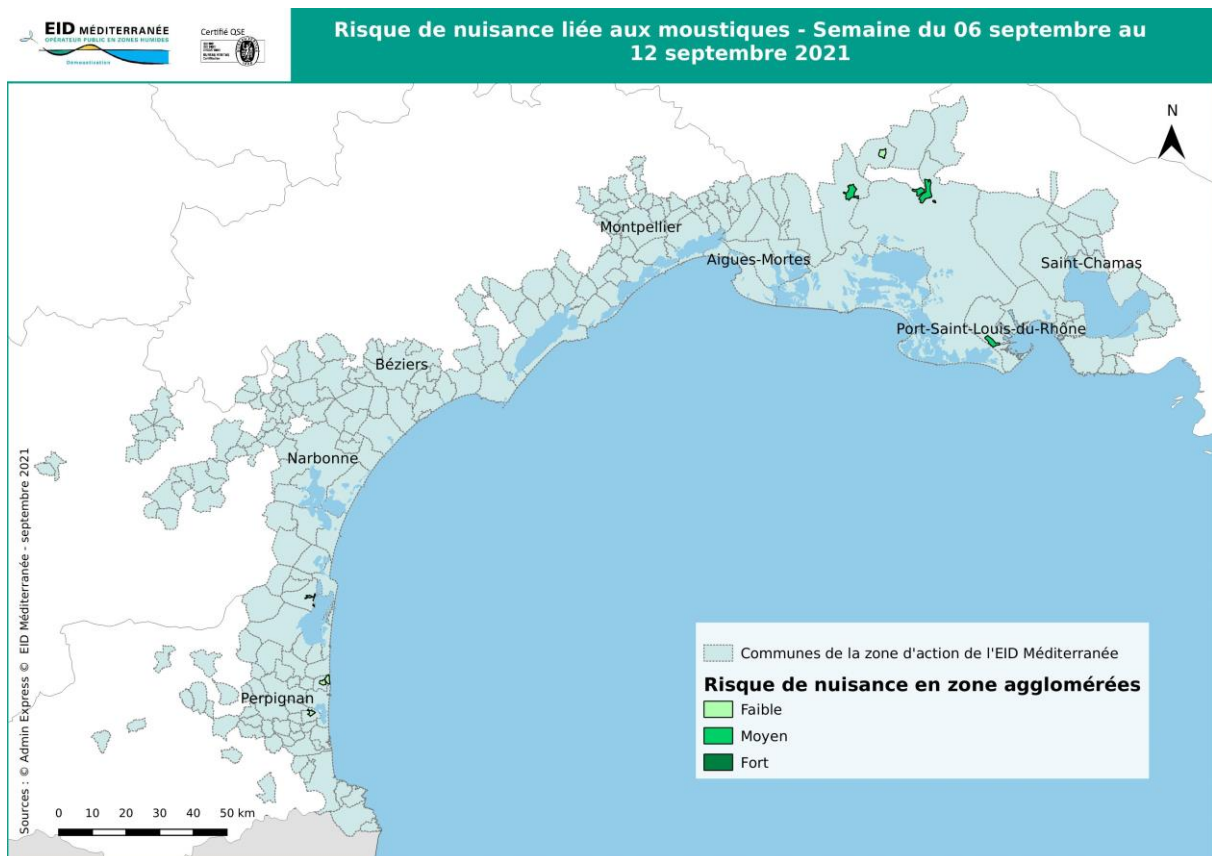 EID MÉDITERRANÉE
OPÉRATEUR PUBLIC EN ZONES HUMIDES
Démoustication
Certifié QSE
Risque de nuisance liée aux moustiques - Semaine du 06 septembre au
12 septembre 2021
N
Montpellier
Aigues-Mortes
Saint-Chamas
Port-Saint-Louis-du-Rhône
Béziers
Narbonne
Perpignan
Communes de la zone d'action de l'EID Méditerranée
Risque de nuisance en zone agglomérées
Faible
Moyen
Fort
0 10 20 30 40 50 km
Sources : © Admin Express © EID Méditerranée - septembre 2021